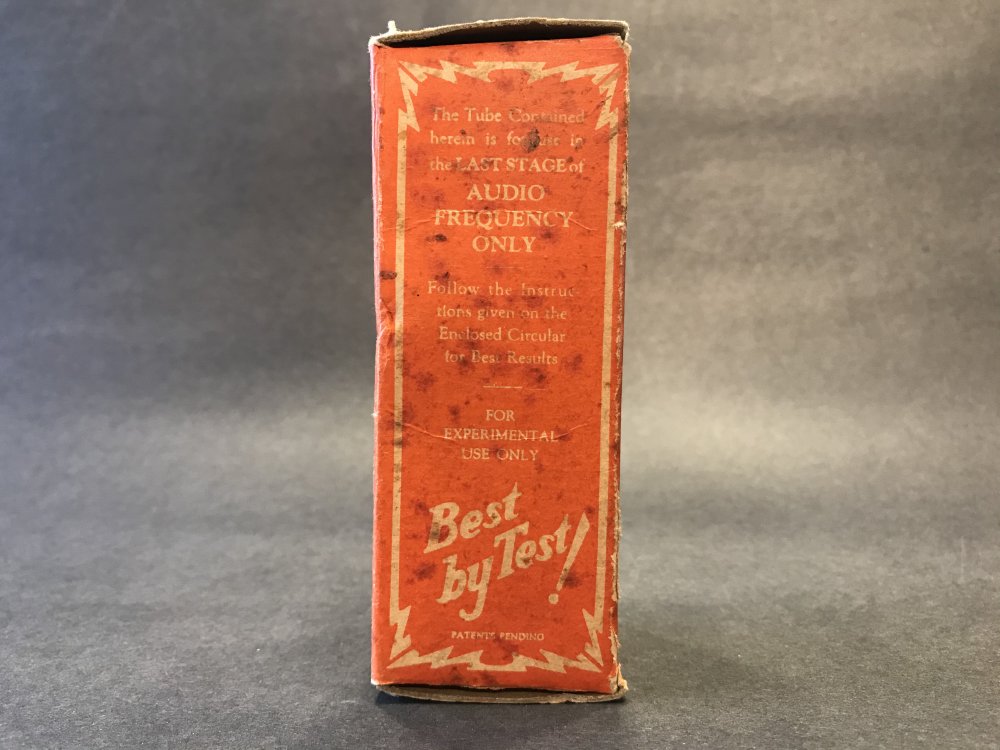 The Tube Contained
herein is for use in
the LAST STAGE of
AUDIO
FREQUENCY
ONLY
Follow the Instruc-
tions given on the
Enclosed Circular
for Best Results
FOR
EXPERIMENTAL
USE ONLY
Best
by Test!
PATENTS PENDING